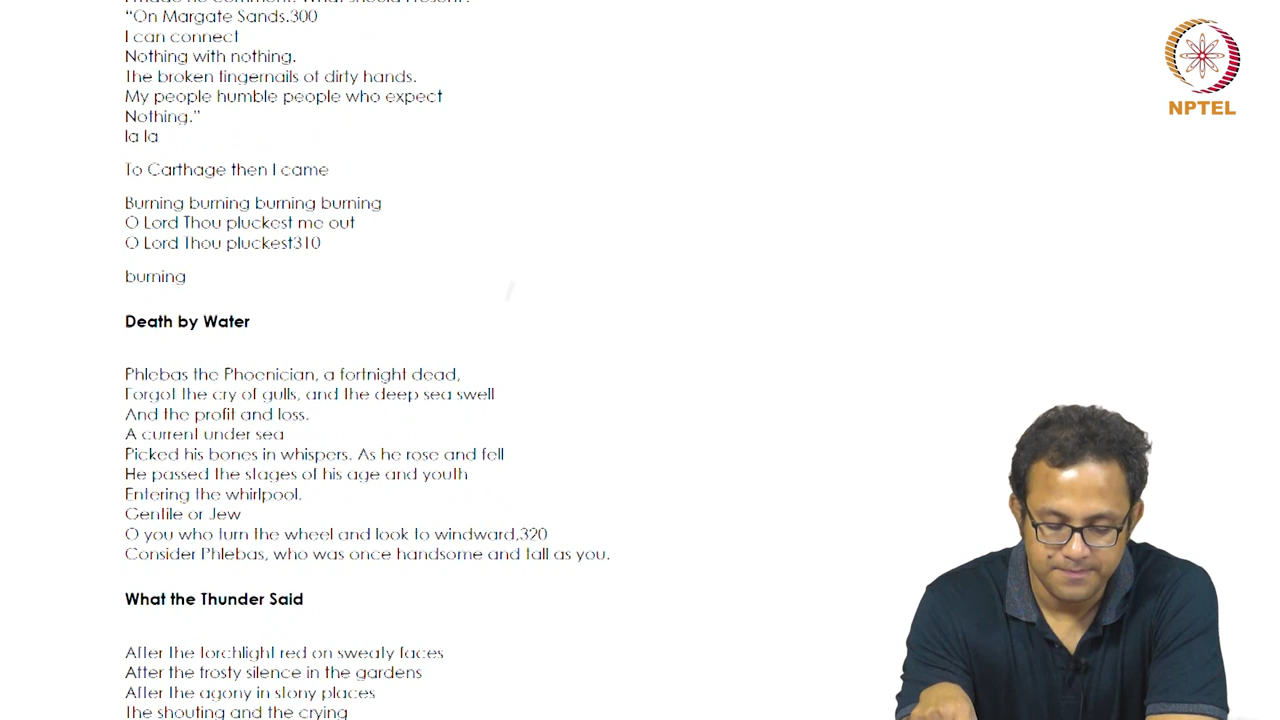 "On Margate Sands.300
I can connect
Nothing with nothing.
The broken fingernails of dirty hands.
My people humble people who expect
Nothing."
la la
To Carthage then I came
Burning burning burning burning
O Lord Thou pluckest me out
O Lord Thou pluckest310
burning
Death by Water
Phlebas the Phoenician, a fortnight dead,
Forgot the cry of gulls, and the deep sea swell
And the profit and loss.
A current under sea
Picked his bones in whispers. As he rose and fell
He passed the stages of his age and youth
Entering the whirlpool.
Gentile or Jew
O you who turn the wheel and look to windward,320
Consider Phlebas, who was once handsome and tall as you.
What the Thunder Said
After the torchlight red on sweaty faces
After the frosty silence in the gardens
After the agony in stony places
The shouting and the crying
NPTEL